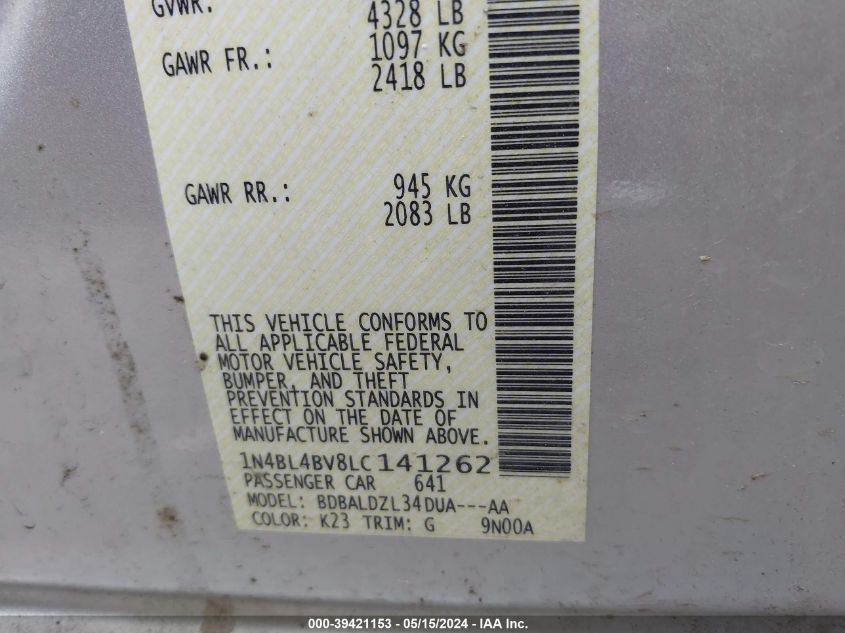 GVWR: 4328 LB
GAWR FR.: 1097 KG
2418 LB
GAWR RR.: 945 KG
2083 LB
THIS VEHICLE CONFORMS TO
ALL APPLICABLE FEDERAL
MOTOR VEHICLE SAFETY,
BUMPER, AND THEFT
PREVENTION STANDARDS IN
EFFECT ON THE DATE OF
MANUFACTURE SHOWN ABOVE.
1N4BL4BV8LC141262
PASSENGER CAR 641
MODEL: BDBALDZL34DUA---AA
COLOR: K23 TRIM: G 9N00A
000-39421153 - 05/15/2024 - IAA Inc.